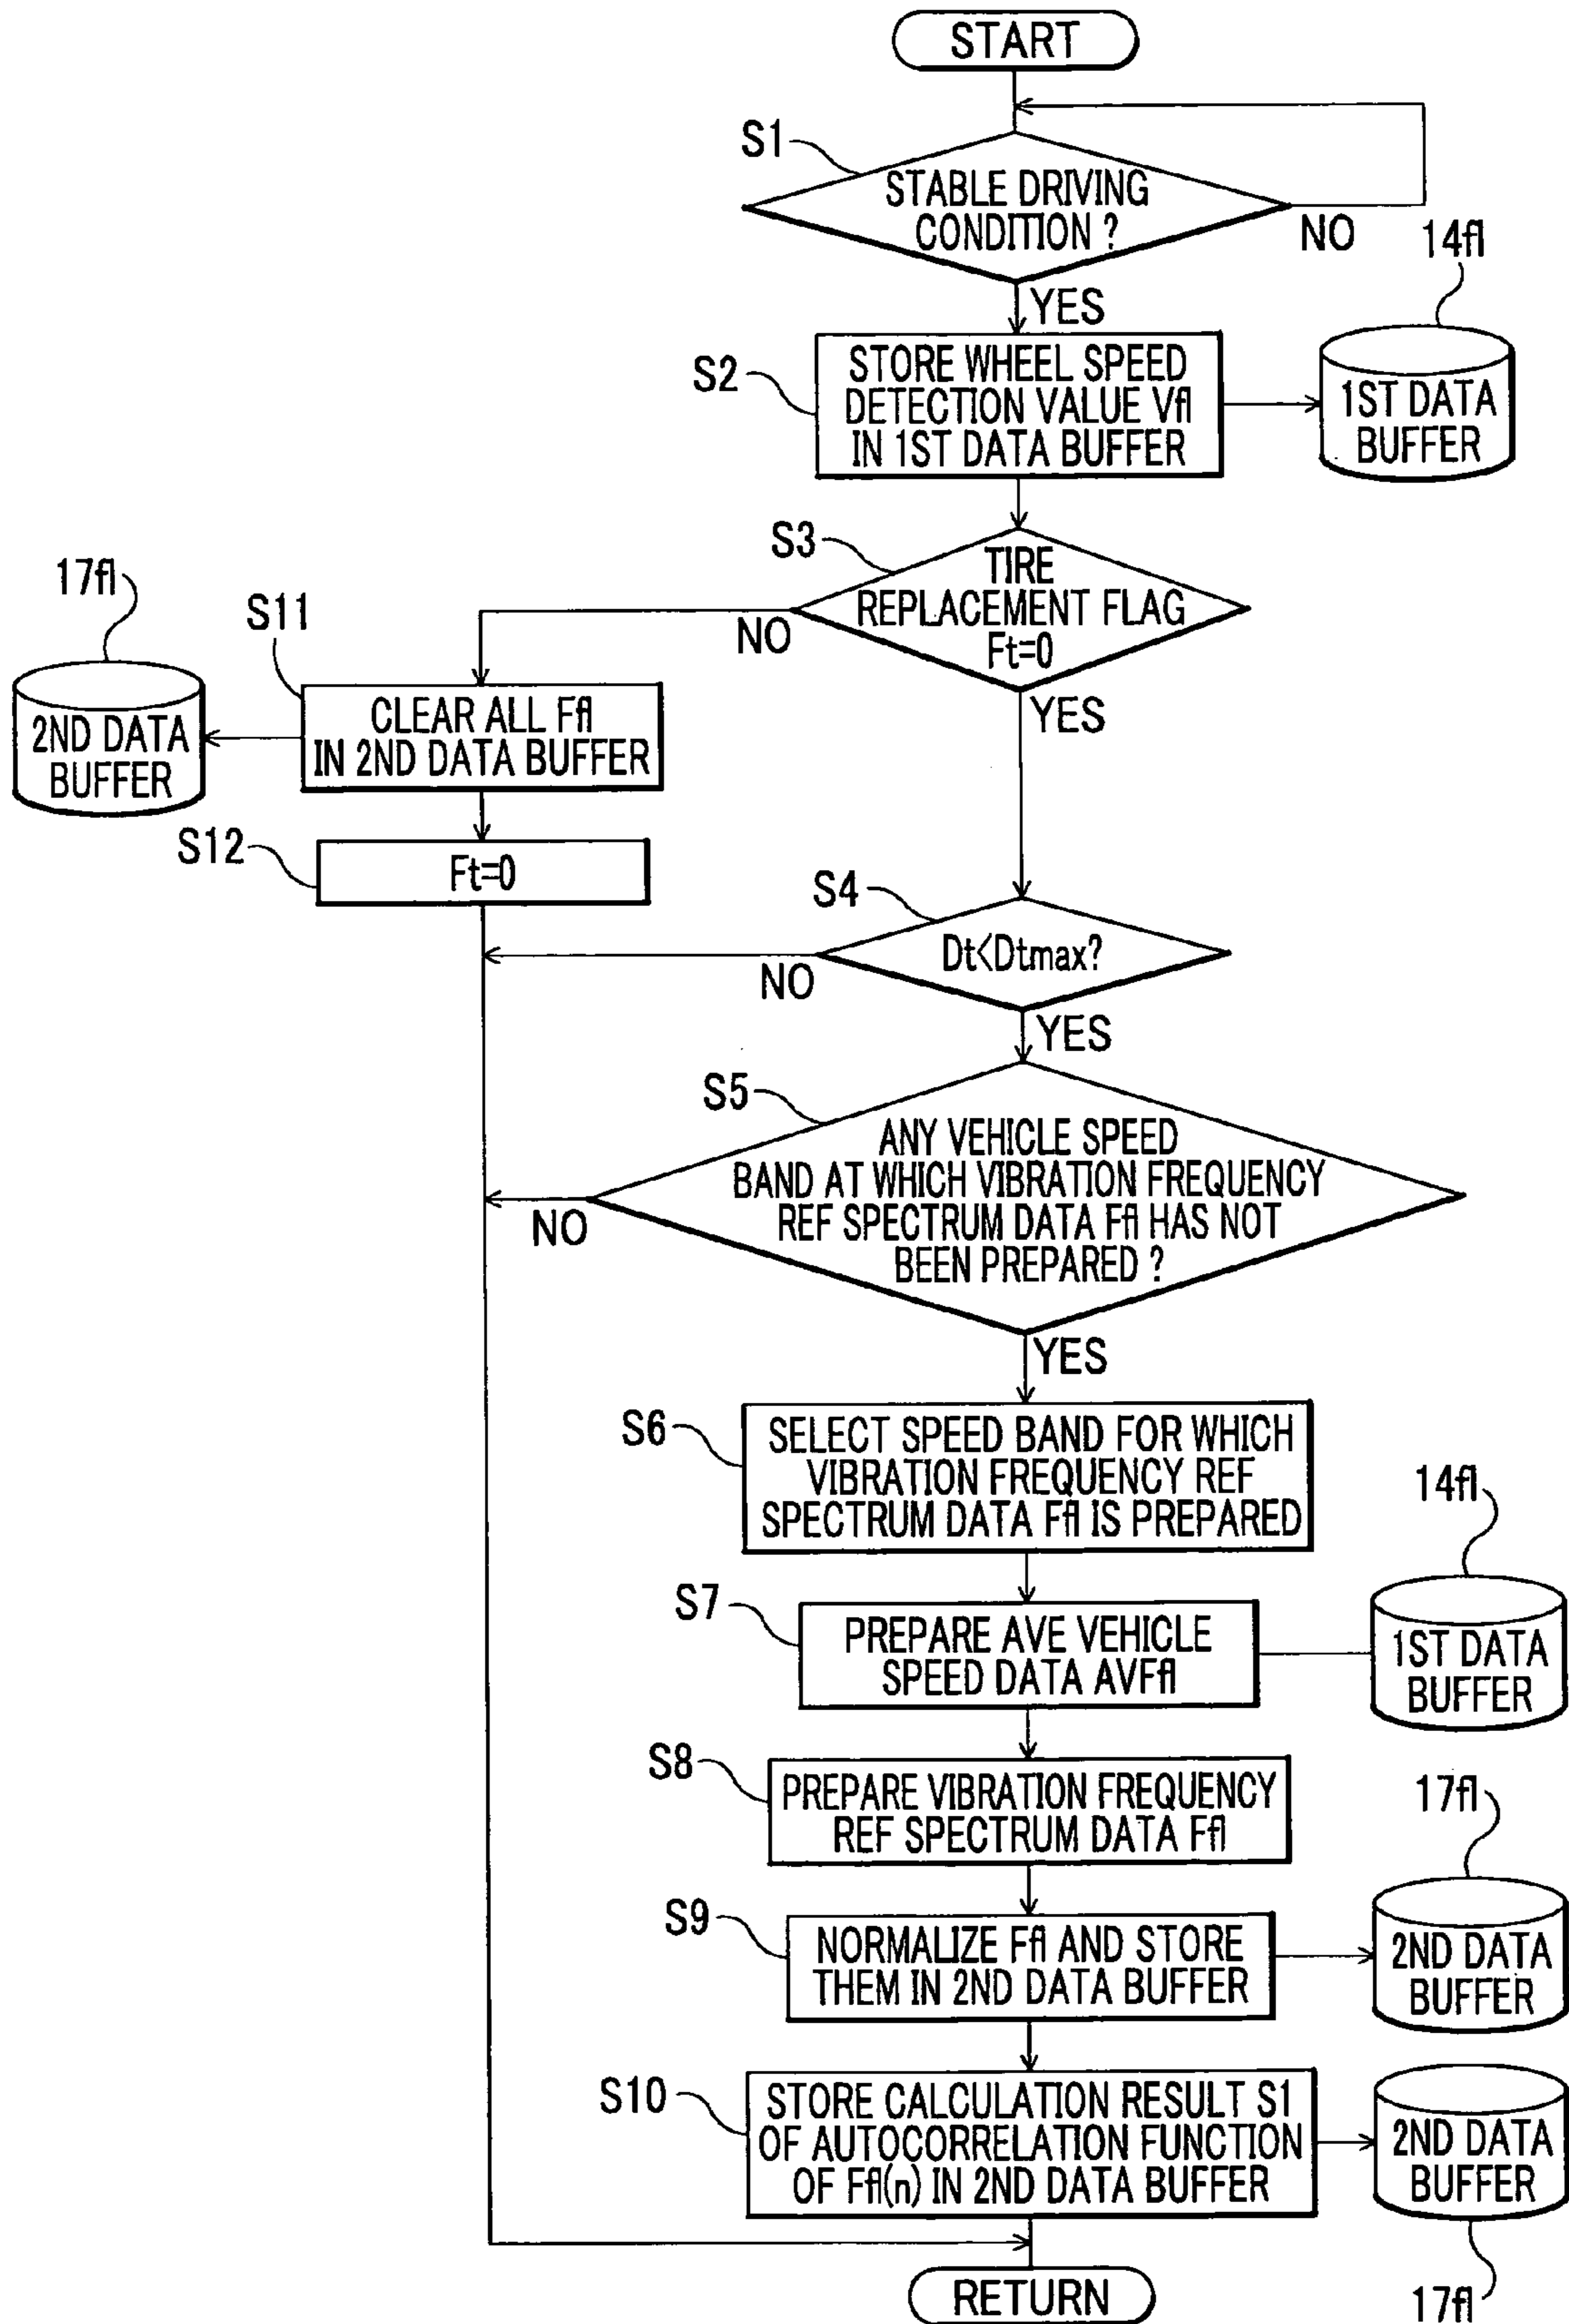 START
S1
STABLE DRIVING
CONDITION ?
NO
YES
14fl
S2
STORE WHEEL SPEED
DETECTION VALUE Vfl
IN 1ST DATA BUFFER
1ST DATA
BUFFER
S3
TIRE
REPLACEMENT FLAG
Ft=0
NO
YES
17fl
S11
CLEAR ALL Ffl
IN 2ND DATA BUFFER
2ND DATA
BUFFER
S12
Ft=0
S4
Dt<Dtmax?
NO
YES
S5
ANY VEHICLE SPEED
BAND AT WHICH VIBRATION FREQUENCY
REF SPECTRUM DATA Ffl HAS NOT
BEEN PREPARED ?
NO
YES
S6
SELECT SPEED BAND FOR WHICH
VIBRATION FREQUENCY REF
SPECTRUM DATA Ffl IS PREPARED
14fl
S7
PREPARE AVE VEHICLE
SPEED DATA AVFfl
1ST DATA
BUFFER
S8
PREPARE VIBRATION FREQUENCY
REF SPECTRUM DATA Ffl
17fl
S9
NORMALIZE Ffl AND STORE
THEM IN 2ND DATA BUFFER
2ND DATA
BUFFER
S10
STORE CALCULATION RESULT S1
OF AUTOCORRELATION FUNCTION
OF Ffl(n) IN 2ND DATA BUFFER
2ND DATA
BUFFER
17fl
RETURN